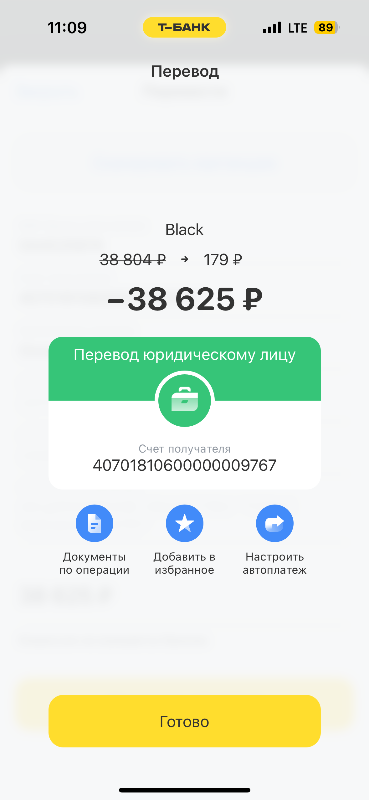 11:09
Т-БАНК
LTE
89
Перевод
Black
38 804 ₽ → 179 ₽
–38 625 ₽
Перевод юридическому лицу
Счет получателя
40701810600000009767
Документы
по операции
Добавить в
избранное
Настроить
автоплатеж
Готово